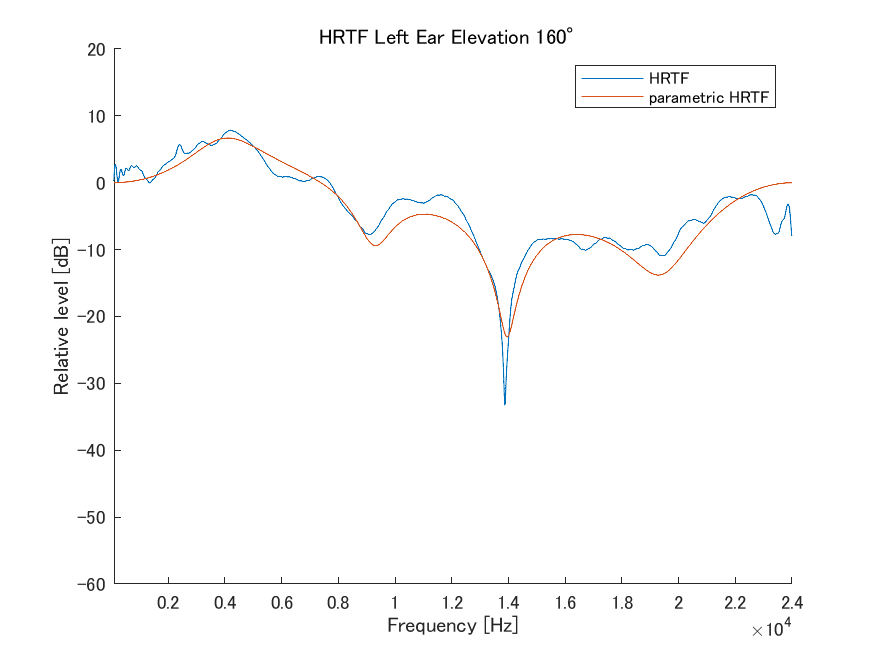 HRTF Left Ear Elevation 160°
HRTF
parametric HRTF
20
10
0
−10
−20
−30
−40
−50
−60
Relative level [dB]
0.2 0.4 0.6 0.8 1 1.2 1.4 1.6 1.8 2 2.2 2.4
Frequency [Hz]
×10⁴